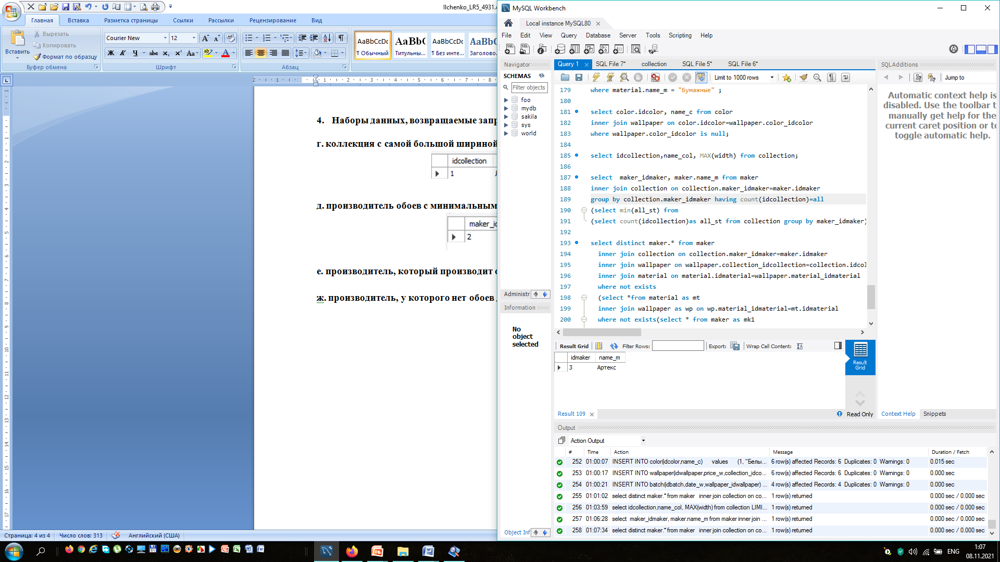 Ilchenko_LR5_4931.
Главная Вставка Разметка страницы Ссылки Рассылки Рецензирование Вид
Вставить
Вырезать
Копировать
Формат по образцу
Буфер обмена
Courier New 12
Шрифт
Абзац
AaBbCcDc AaBb( AaBbCcDc AaBbC
¶ Обычный Титульны... ¶ Без инте... Заголово.
4. Наборы данных, возвращаемые
г. коллекция с самой большой шириной
idcollection
1
д. производитель обоев с минимальным
maker_i
2
е. производитель, который производит
ж. производитель, у которого нет обоев
Страница: 4 из 4 Число слов: 313 Английский (США)
MySQL Workbench
Local instance MySQL80
File Edit View Query Database Server Tools Scripting Help
Navigator
SCHEMAS
Filter objects
foo
mydb
sakila
sys
world
Administr
Information
No
object
selected
Object Inf
Query 1 SQL File 7* collection SQL File 5* SQL File 6*
Limit to 1000 rows
179 where material.name_m = "Бумажные" ;
180
181 select color.idcolor, name_c from color
182 inner join wallpaper on color.idcolor=wallpaper.color_idcolor
183 where wallpaper.color_idcolor is null;
184
185 select idcollection,name_col, MAX(width) from collection;
186
187 select  maker_idmaker, maker.name_m from maker
188 inner join collection on collection.maker_idmaker=maker.idmaker
189 group by collection.maker_idmaker having count(idcollection)=all
190 (select min(all_st) from
191 (select count(idcollection)as all_st from collection group by maker_idmaker)
192
193 select distinct maker.* from maker
194 inner join collection on collection.maker_idmaker=maker.idmaker
195 inner join wallpaper on wallpaper.collection_idcollection=collection.idcol
196 inner join material on material.idmaterial=wallpaper.material_idmaterial
197 where not exists
198 (select *from material as mt
199 inner join wallpaper as wp on wp.material_idmaterial=mt.idmaterial
200 where not exists(select * from maker as mk1
Result Grid Filter Rows: Export: Wrap Cell Content:
idmaker name_m
3 Артекс
Result
Grid
Result 109
Read Only
SQLAdditions
Jump to
Automatic context help is
disabled. Use the toolbar t
manually get help for the
current caret position or to
toggle automatic help.
Context Help Snippets
Output
Action Output
# Time Action Message Duration / Fetch
252 01:00:07 INSERT INTO color(idcolor,name_c) values (1, "Белы... 6 row(s) affected Records: 6 Duplicates: 0 Warnings: 0 0.015 sec
253 01:00:17 INSERT INTO wallpaper(idwallpaper,price_w,collection_idco... 6 row(s) affected Records: 6 Duplicates: 0 Warnings: 0 0.000 sec
254 01:00:21 INSERT INTO batch(idbatch,date_w,wallpaper_idwallpaper) ... 4 row(s) affected Records: 4 Duplicates: 0 Warnings: 0 0.000 sec
255 01:01:02 select distinct maker.* from maker inner join collection on co... 1 row(s) returned 0.000 sec / 0.000 sec
256 01:03:59 select idcollection,name_col, MAX(width) from collection LIMI... 1 row(s) returned 0.000 sec / 0.000 sec
257 01:06:28 select maker_idmaker, maker.name_m from maker inner join ... 1 row(s) returned 0.000 sec / 0.000 sec
258 01:07:34 select distinct maker.* from maker inner join collection on co... 1 row(s) returned 0.000 sec / 0.000 sec
ENG
1:07
08.11.2021